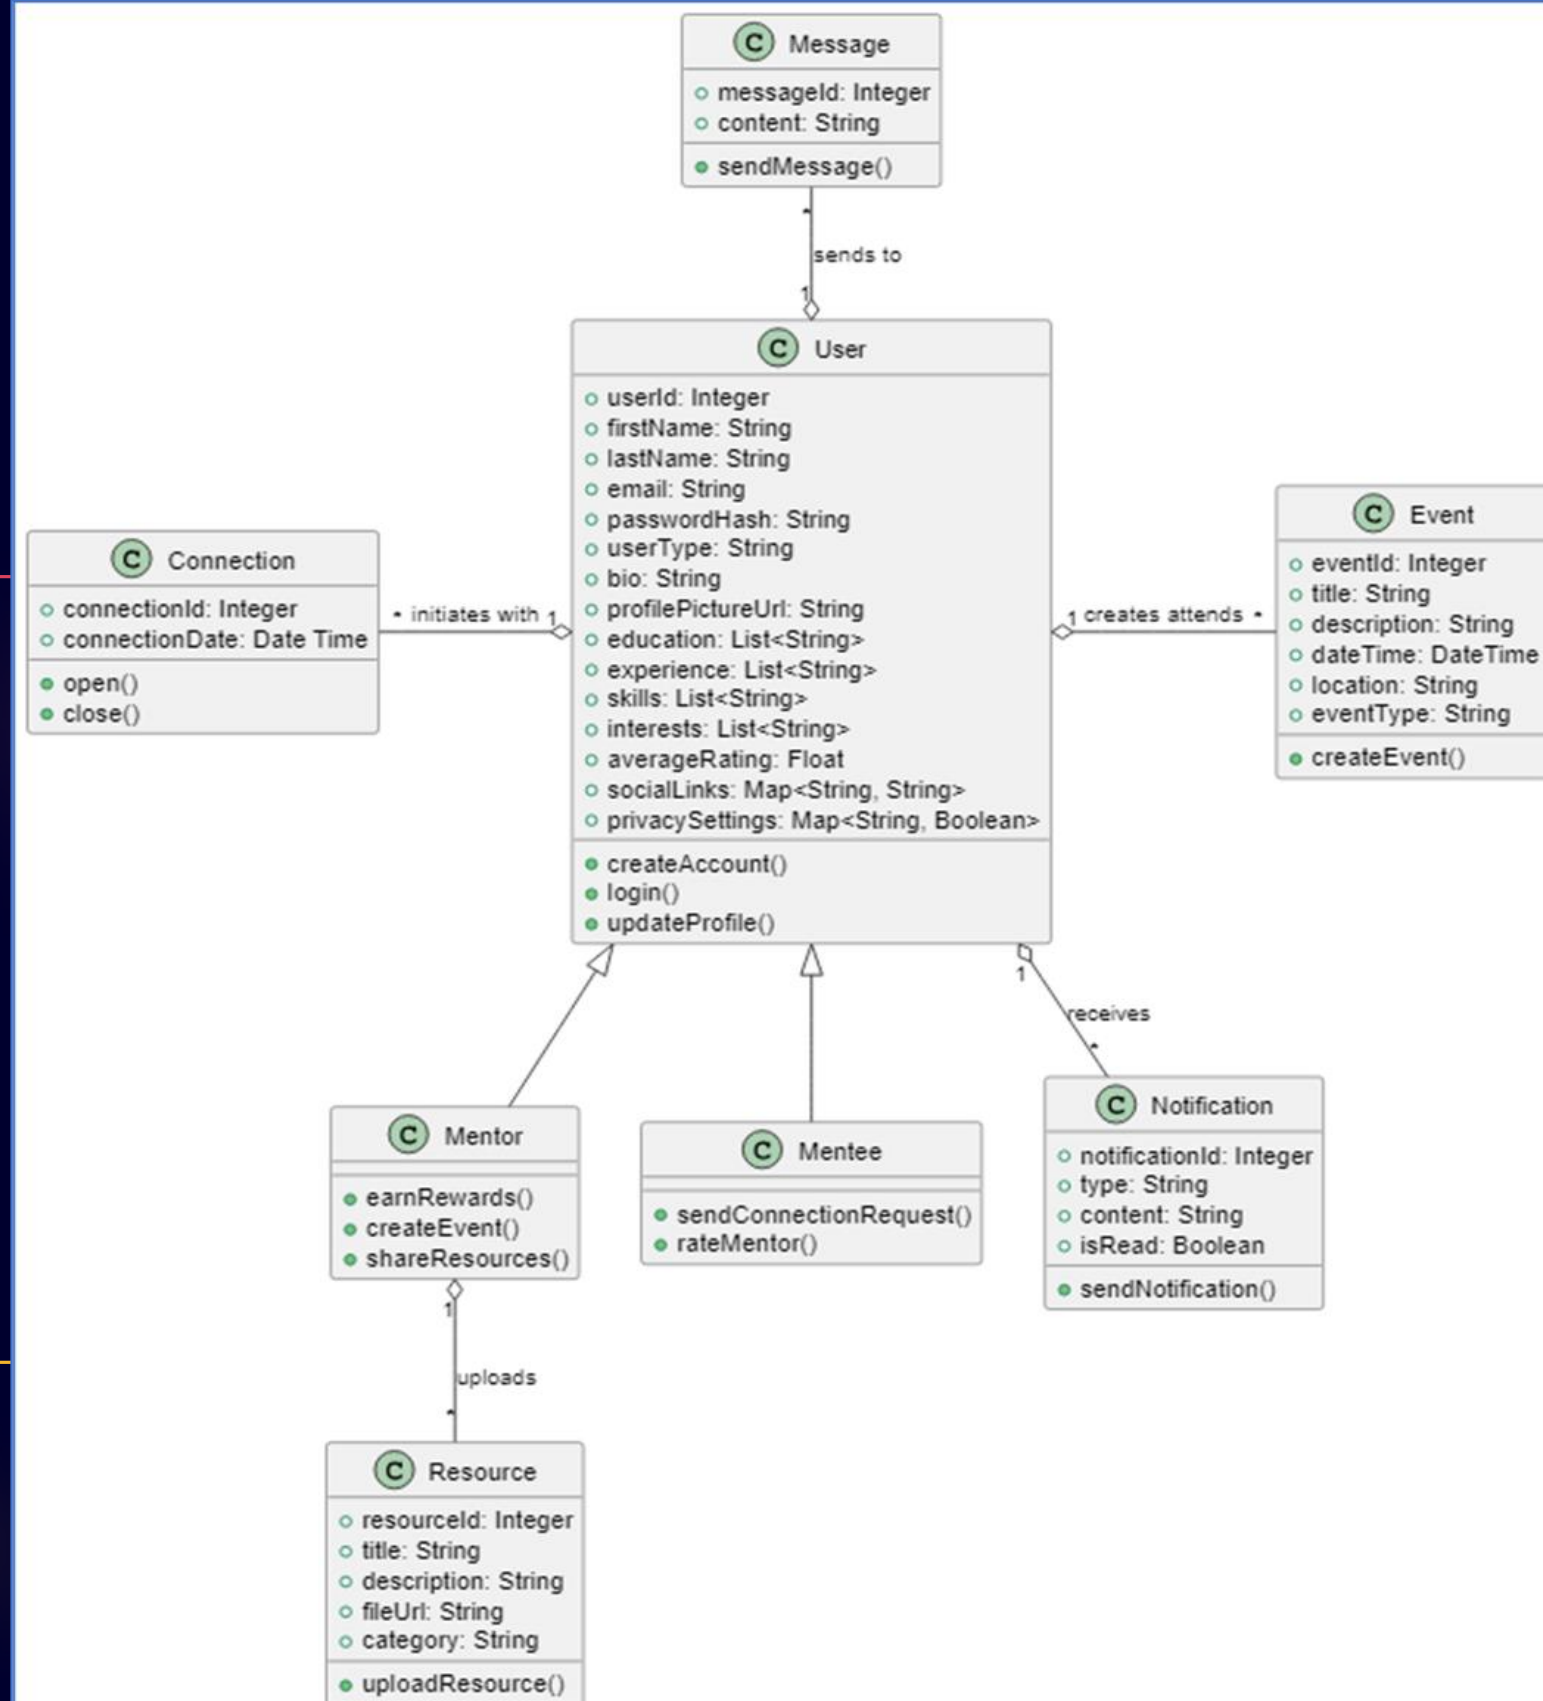 C Message
messageId: Integer
content: String
sendMessage()
*
sends to
1
C User
userId: Integer
firstName: String
lastName: String
email: String
passwordHash: String
userType: String
bio: String
profilePictureUrl: String
education: List<String>
experience: List<String>
skills: List<String>
interests: List<String>
averageRating: Float
socialLinks: Map<String, String>
privacySettings: Map<String, Boolean>
createAccount()
login()
updateProfile()
C Connection
connectionId: Integer
connectionDate: Date Time
open()
close()
* initiates with 1
1 creates attends *
C Event
eventId: Integer
title: String
description: String
dateTime: DateTime
location: String
eventType: String
createEvent()
1
receives
*
C Mentor
earnRewards()
createEvent()
shareResources()
C Mentee
sendConnectionRequest()
rateMentor()
C Notification
notificationId: Integer
type: String
content: String
isRead: Boolean
sendNotification()
1
uploads
*
C Resource
resourceId: Integer
title: String
description: String
fileUrl: String
category: String
uploadResource()